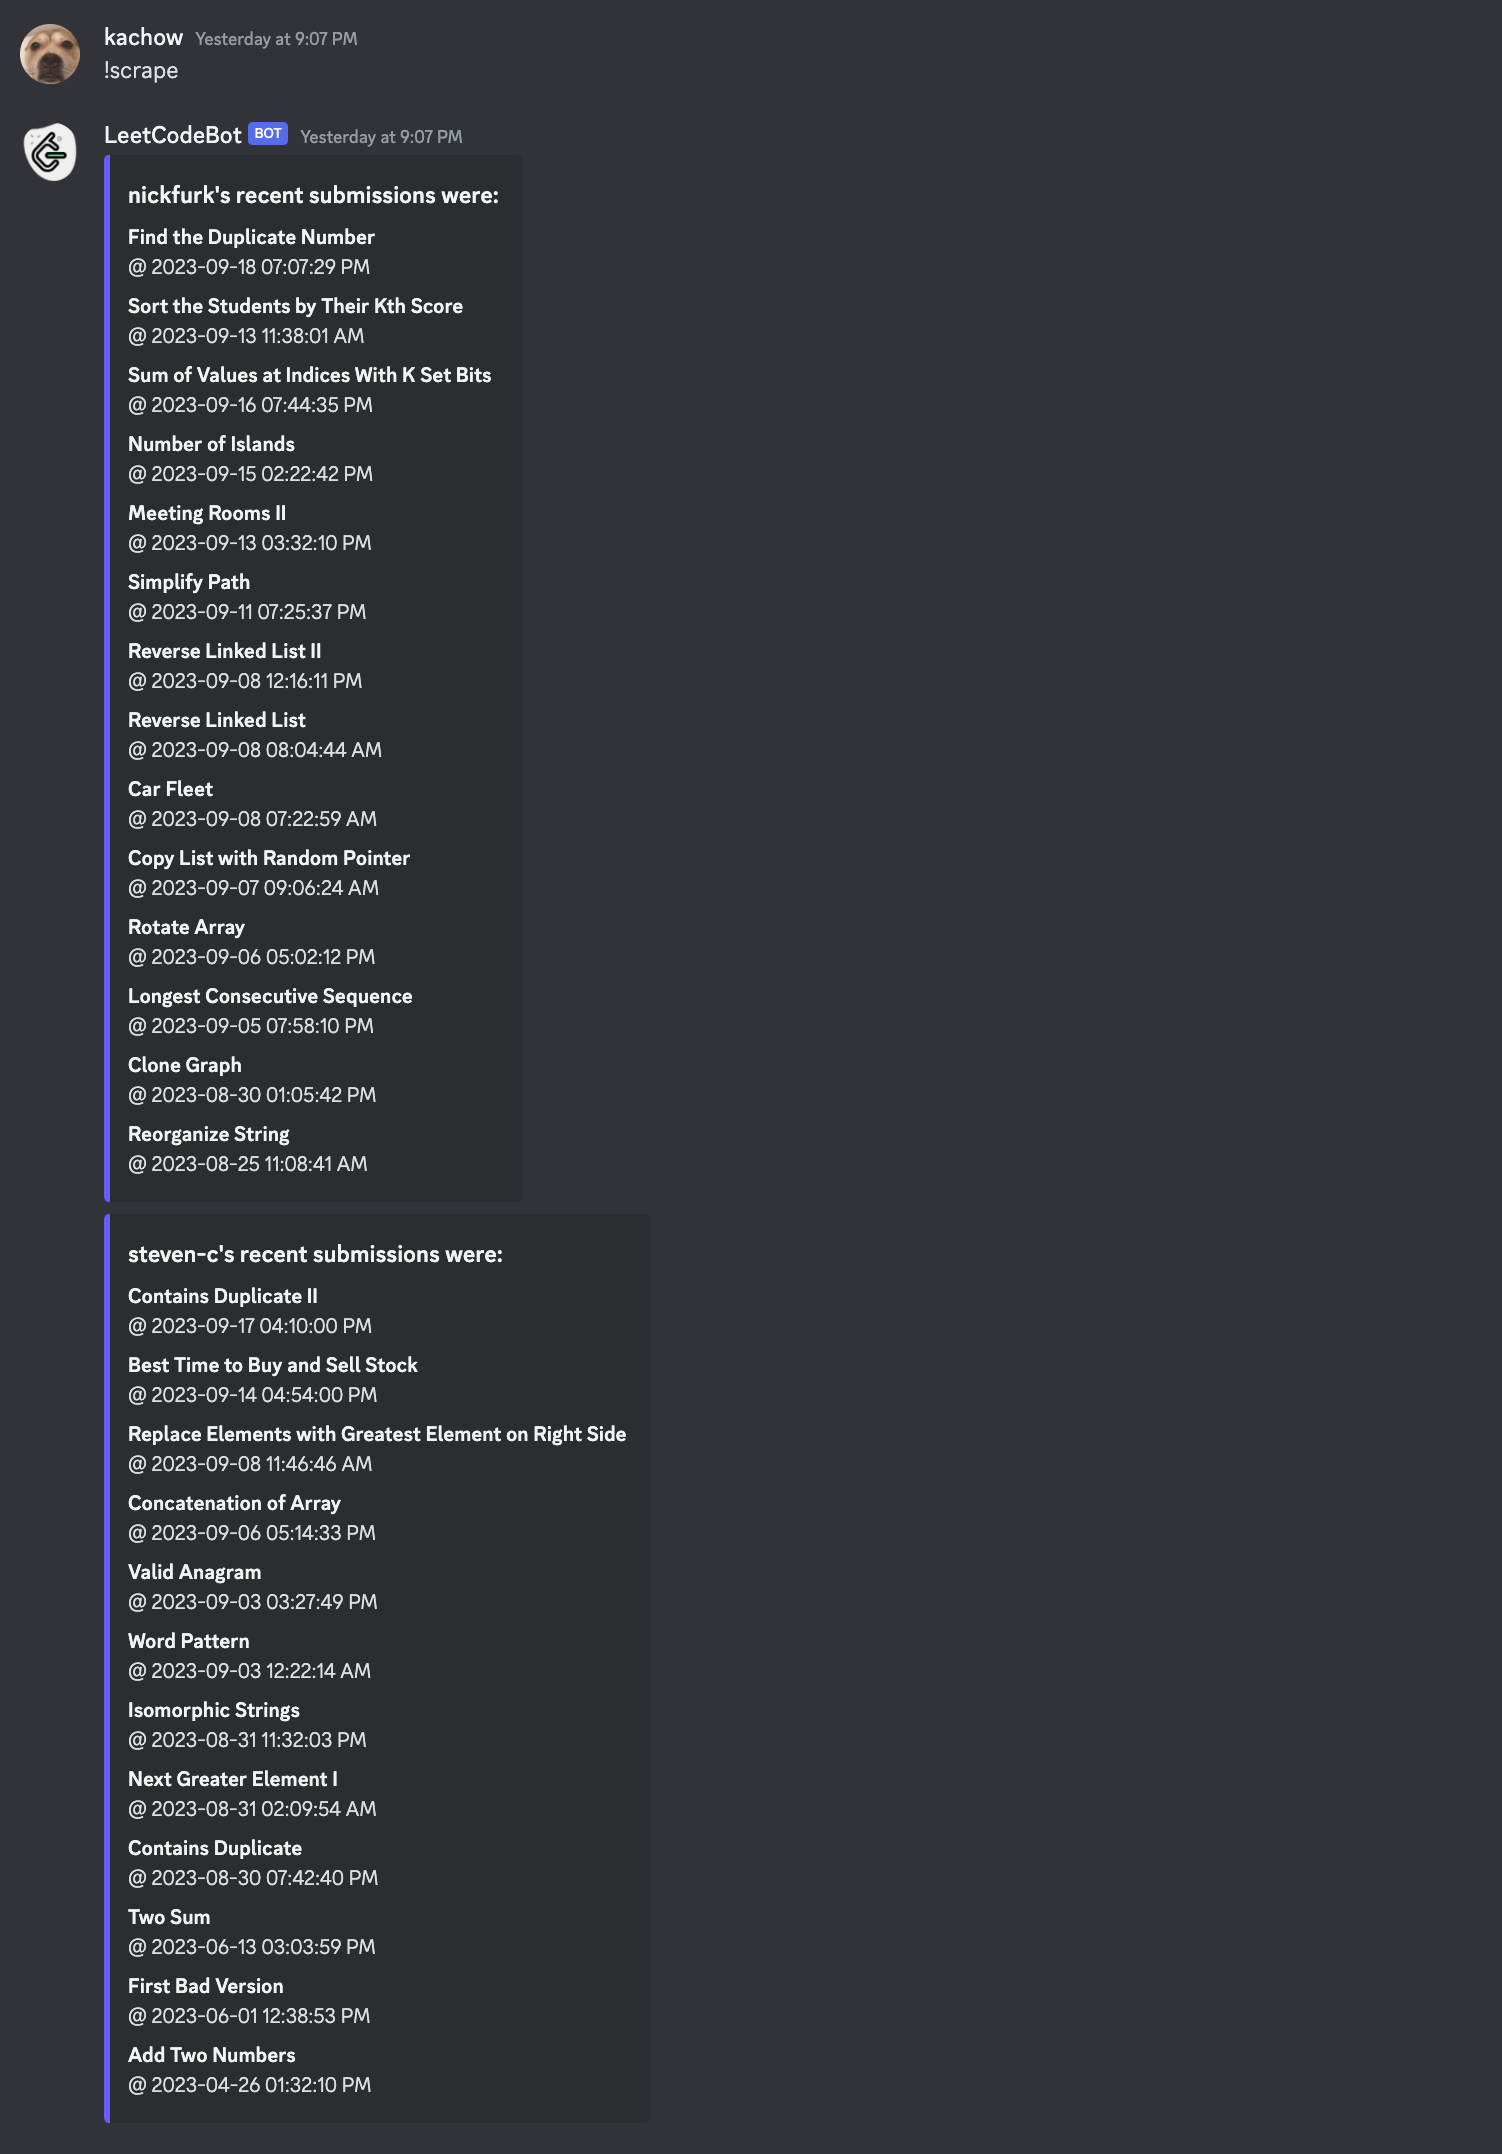 kachow Yesterday at 9:07 PM
!scrape
LeetCodeBot BOT Yesterday at 9:07 PM
nickfurk's recent submissions were:
Find the Duplicate Number
@ 2023-09-18 07:07:29 PM
Sort the Students by Their Kth Score
@ 2023-09-13 11:38:01 AM
Sum of Values at Indices With K Set Bits
@ 2023-09-16 07:44:35 PM
Number of Islands
@ 2023-09-15 02:22:42 PM
Meeting Rooms II
@ 2023-09-13 03:32:10 PM
Simplify Path
@ 2023-09-11 07:25:37 PM
Reverse Linked List II
@ 2023-09-08 12:16:11 PM
Reverse Linked List
@ 2023-09-08 08:04:44 AM
Car Fleet
@ 2023-09-08 07:22:59 AM
Copy List with Random Pointer
@ 2023-09-07 09:06:24 AM
Rotate Array
@ 2023-09-06 05:02:12 PM
Longest Consecutive Sequence
@ 2023-09-05 07:58:10 PM
Clone Graph
@ 2023-08-30 01:05:42 PM
Reorganize String
@ 2023-08-25 11:08:41 AM
steven-c's recent submissions were:
Contains Duplicate II
@ 2023-09-17 04:10:00 PM
Best Time to Buy and Sell Stock
@ 2023-09-14 04:54:00 PM
Replace Elements with Greatest Element on Right Side
@ 2023-09-08 11:46:46 AM
Concatenation of Array
@ 2023-09-06 05:14:33 PM
Valid Anagram
@ 2023-09-03 03:27:49 PM
Word Pattern
@ 2023-09-03 12:22:14 AM
Isomorphic Strings
@ 2023-08-31 11:32:03 PM
Next Greater Element I
@ 2023-08-31 02:09:54 AM
Contains Duplicate
@ 2023-08-30 07:42:40 PM
Two Sum
@ 2023-06-13 03:03:59 PM
First Bad Version
@ 2023-06-01 12:38:53 PM
Add Two Numbers
@ 2023-04-26 01:32:10 PM